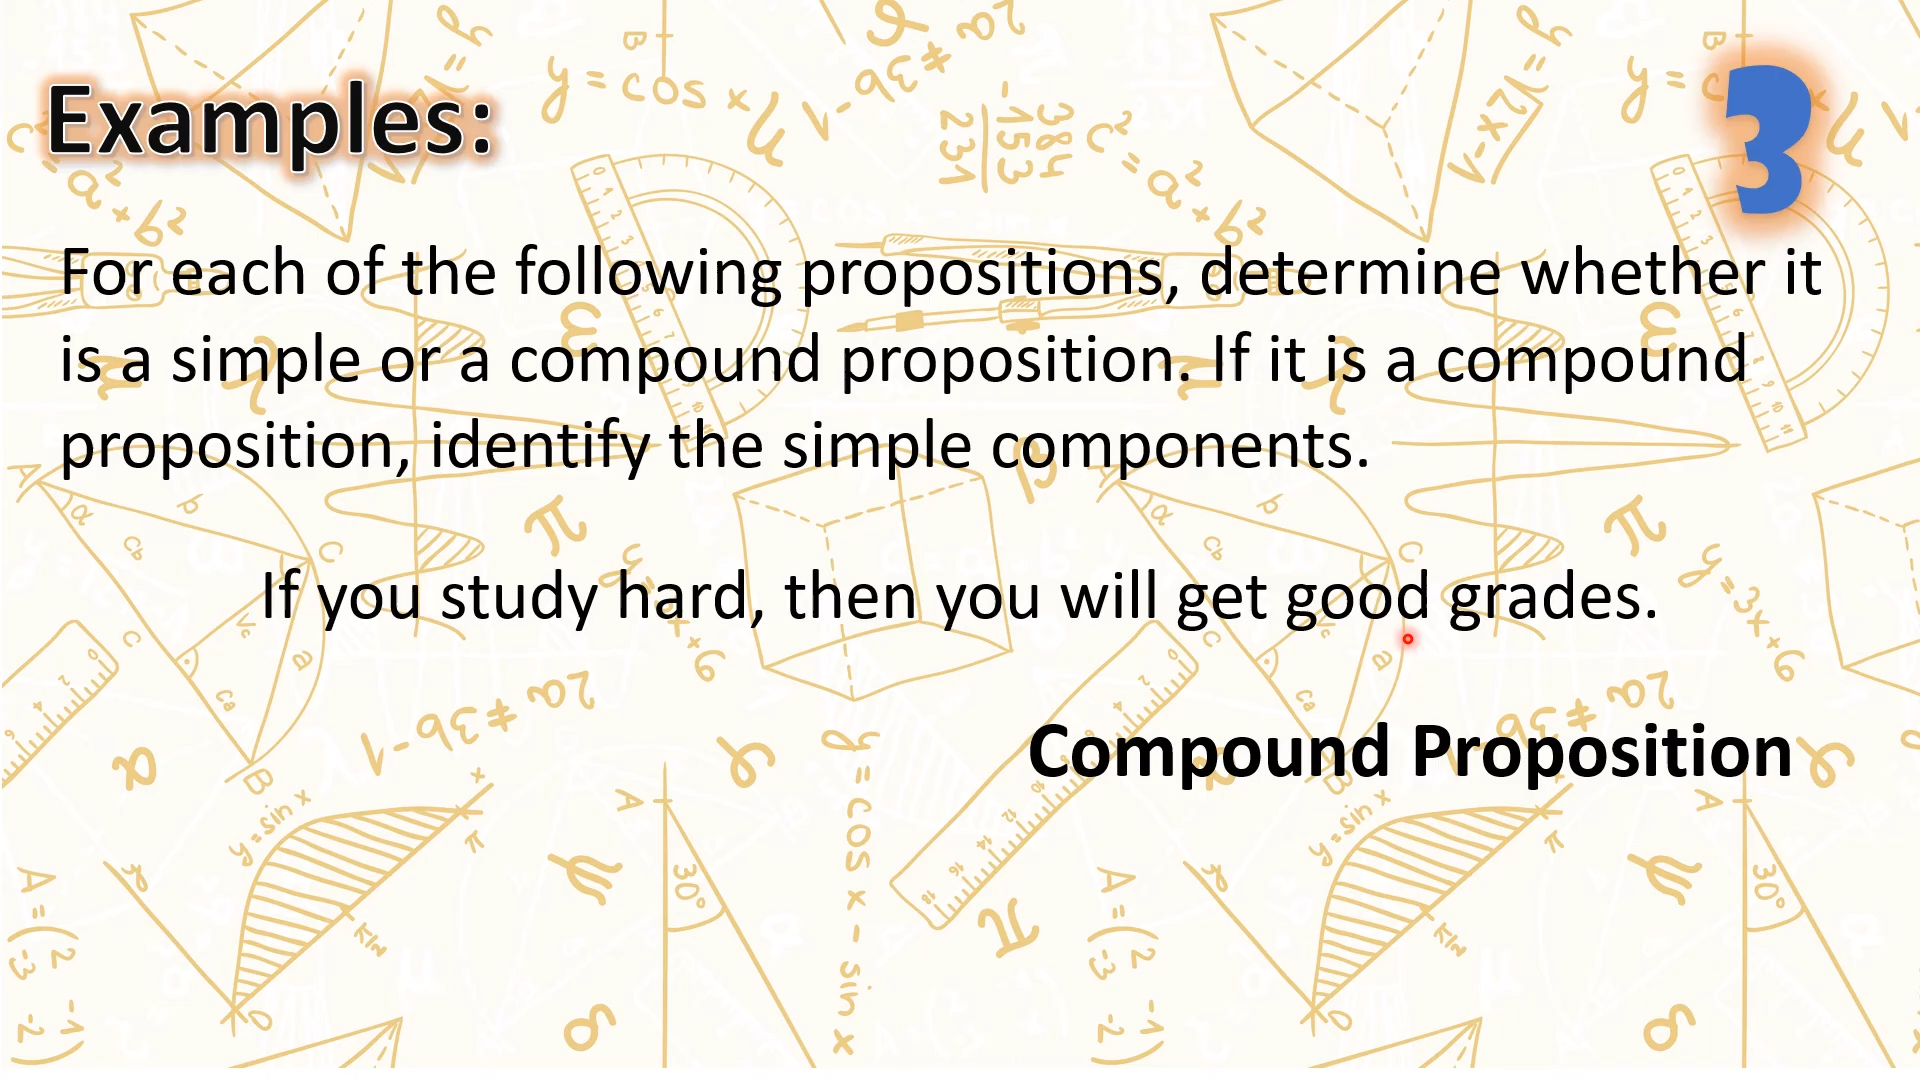 Examples:
3
For each of the following propositions, determine whether it
is a simple or a compound proposition. If it is a compound
proposition, identify the simple components.
If you study hard, then you will get good grades.
Compound Proposition